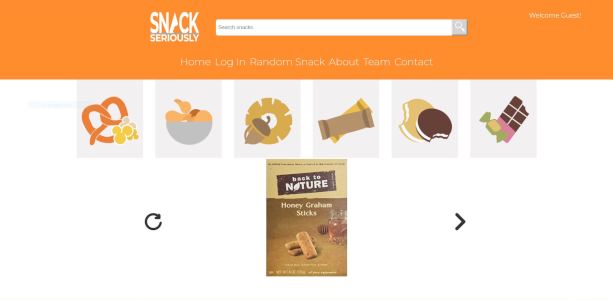 SNACK
SERIOUSLY
Search snacks
Welcome Guest!
Home Log In Random Snack About Team Contact
back to
NATURE
Honey Graham
Sticks